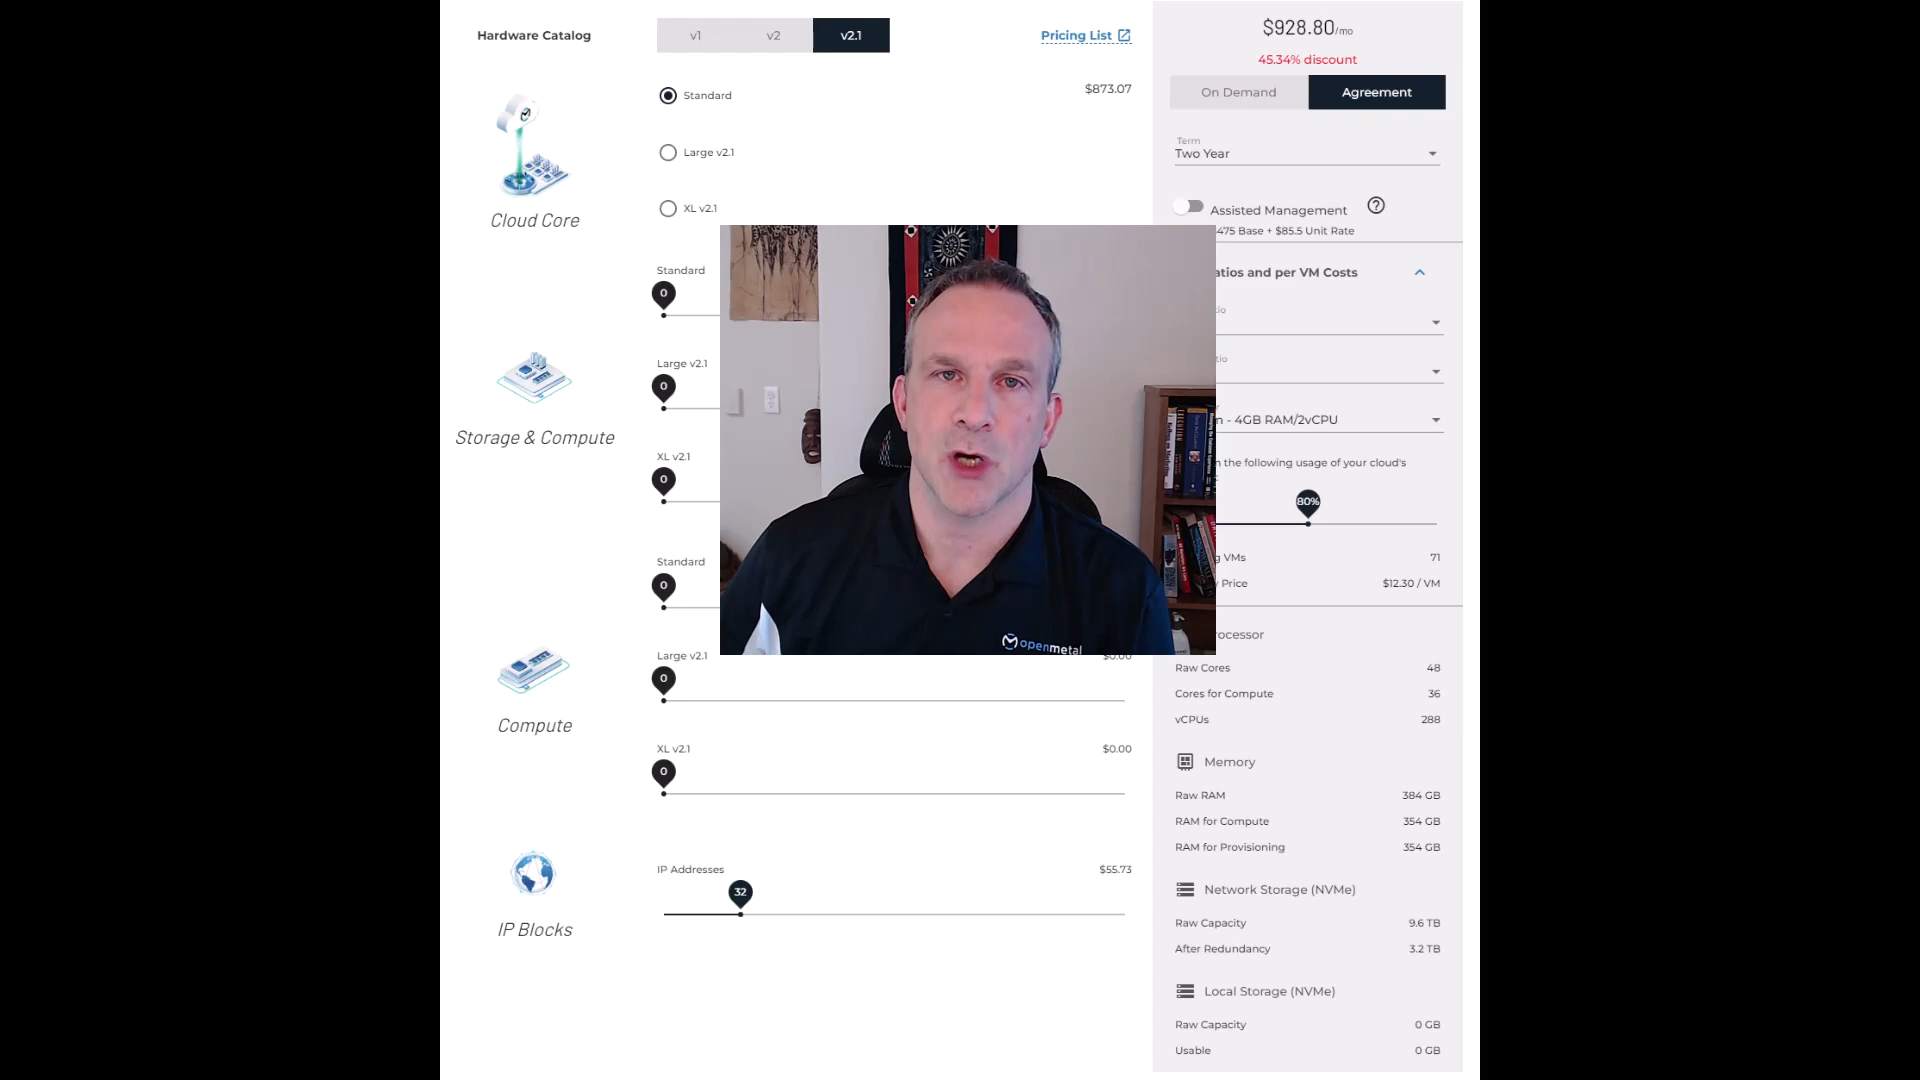 Hardware Catalog
v1
v2
v2.1
Pricing List
Standard
$873.07
Large v2.1
XL v2.1
Cloud Core
Standard
0
Large v2.1
0
XL v2.1
0
Storage & Compute
Standard
0
Large v2.1
$0.00
0
XL v2.1
$0.00
0
Compute
IP Addresses
$55.73
32
IP Blocks
$928.80/mo
45.34% discount
On Demand
Agreement
Term
Two Year
Assisted Management
475 Base + $85.5 Unit Rate
atios and per VM Costs
tio
tio
n - 4GB RAM/2vCPU
n the following usage of your cloud's
80%
g VMs
71
Price
$12.30 / VM
rocessor
Raw Cores
48
Cores for Compute
36
vCPUs
288
Memory
Raw RAM
384 GB
RAM for Compute
354 GB
RAM for Provisioning
354 GB
Network Storage (NVMe)
Raw Capacity
9.6 TB
After Redundancy
3.2 TB
Local Storage (NVMe)
Raw Capacity
0 GB
Usable
0 GB
openmetal